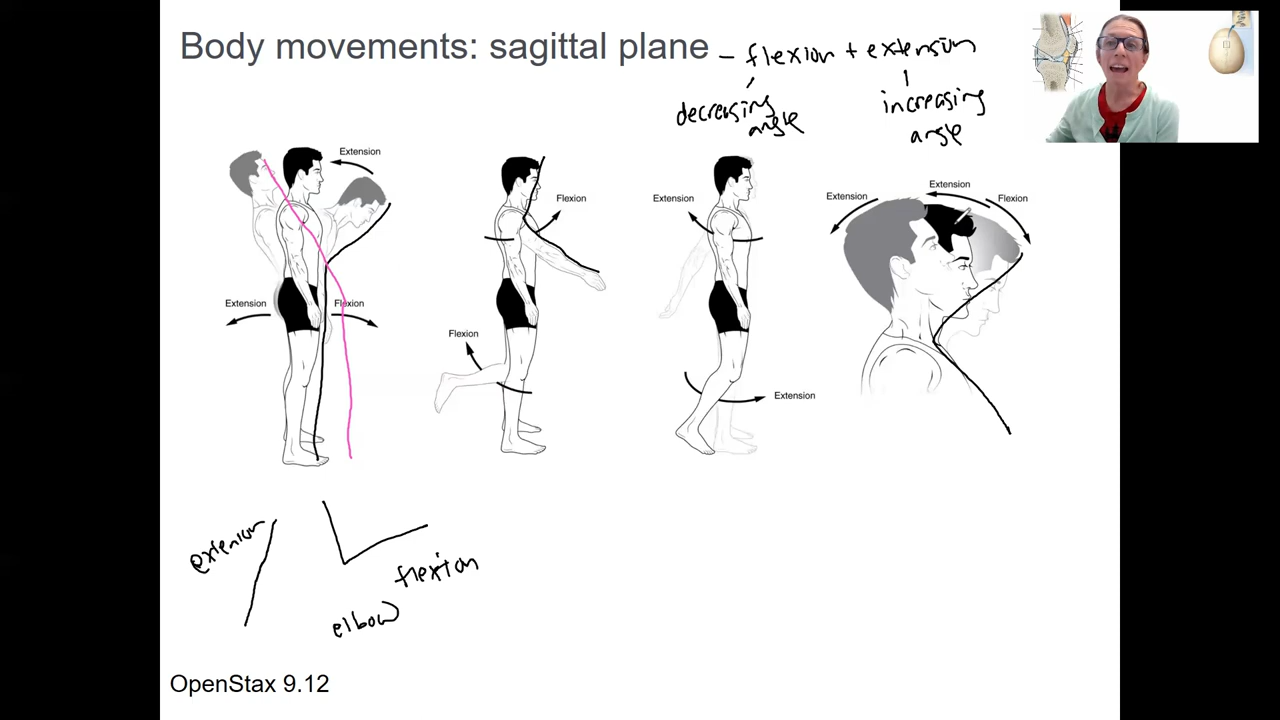 Body movements: sagittal plane – flexion + extension
decreasing angle
increasing angle
Extension
Extension
Flexion
Flexion
Flexion
Extension
Extension
Extension
Extension
Flexion
extenion
flexion
elbow
OpenStax 9.12